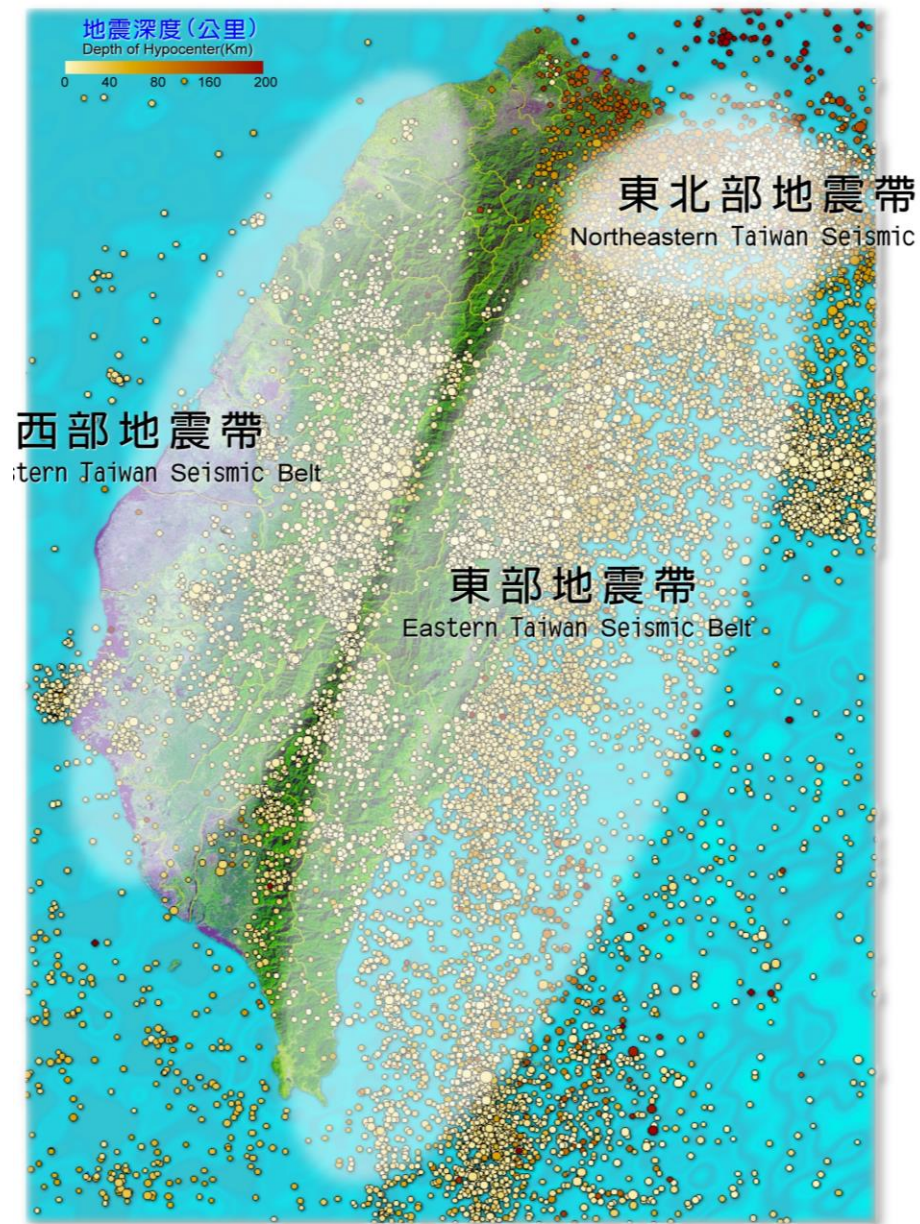 地震深度(公里)
Depth of Hypocenter(Km)
0 40 80 160 200
東北部地震帶
Northeastern Taiwan Seismic
西部地震帶
stern Taiwan Seismic Belt
東部地震帶
Eastern Taiwan Seismic Belt